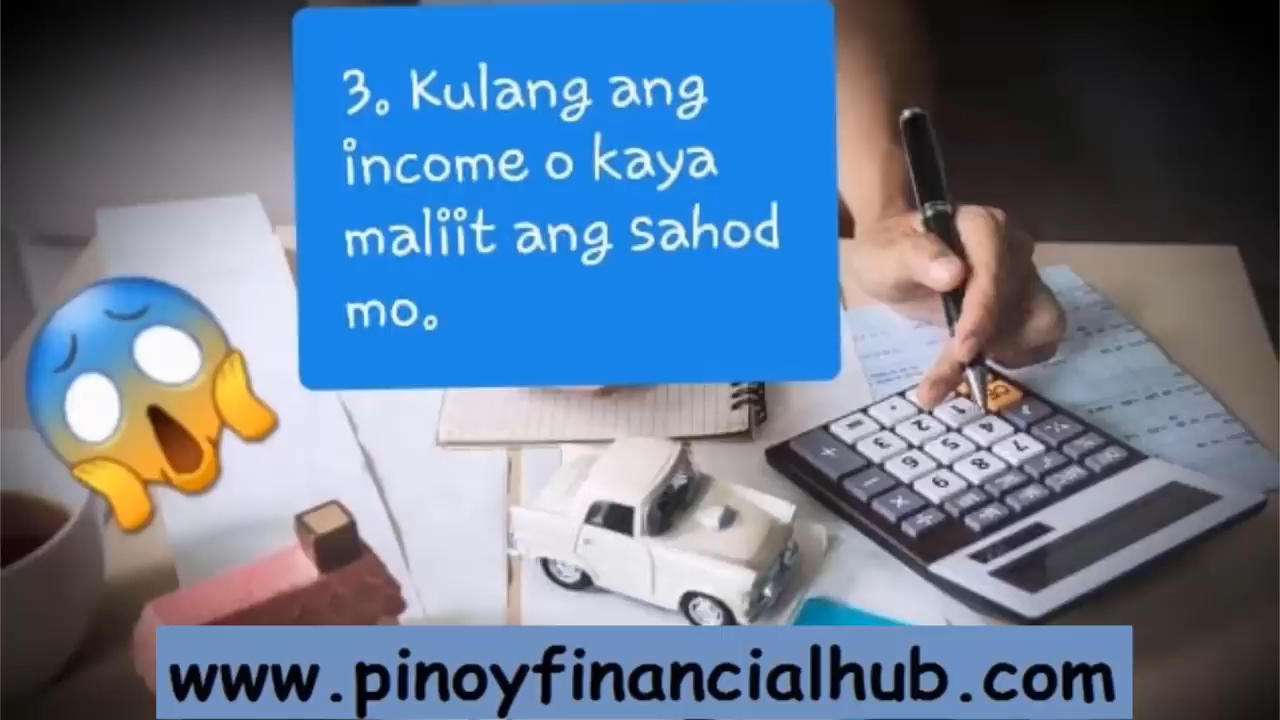 3. Kulang ang
income o kaya
maliit ang sahod
mo.
www.pinoyfinancialhub.com